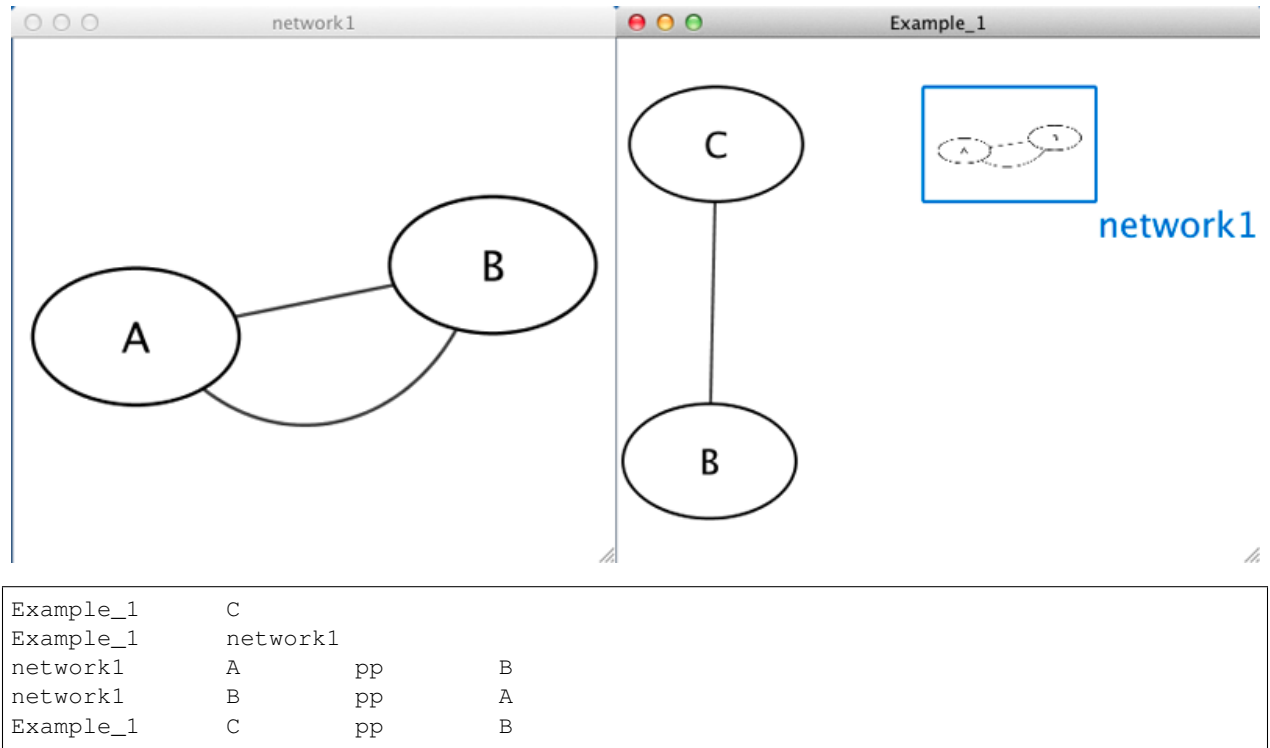 network1
Example_1
A
B
C
B
network1
A
Example_1 C
Example_1 network1
network1 A pp B
network1 B pp A
Example_1 C pp B